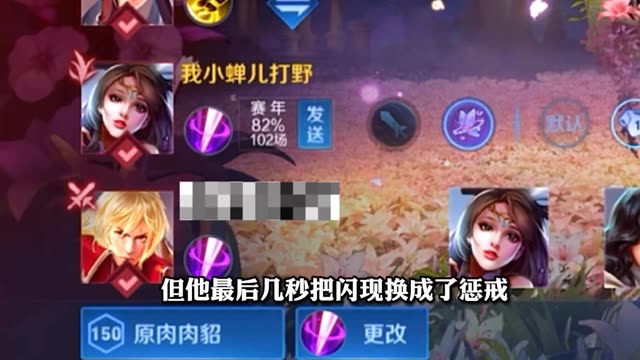 我小蝉儿打野
赛年
82%
102场
发送
默认
但他最后几秒把闪现换成了惩戒
150 原肉肉貂
更改